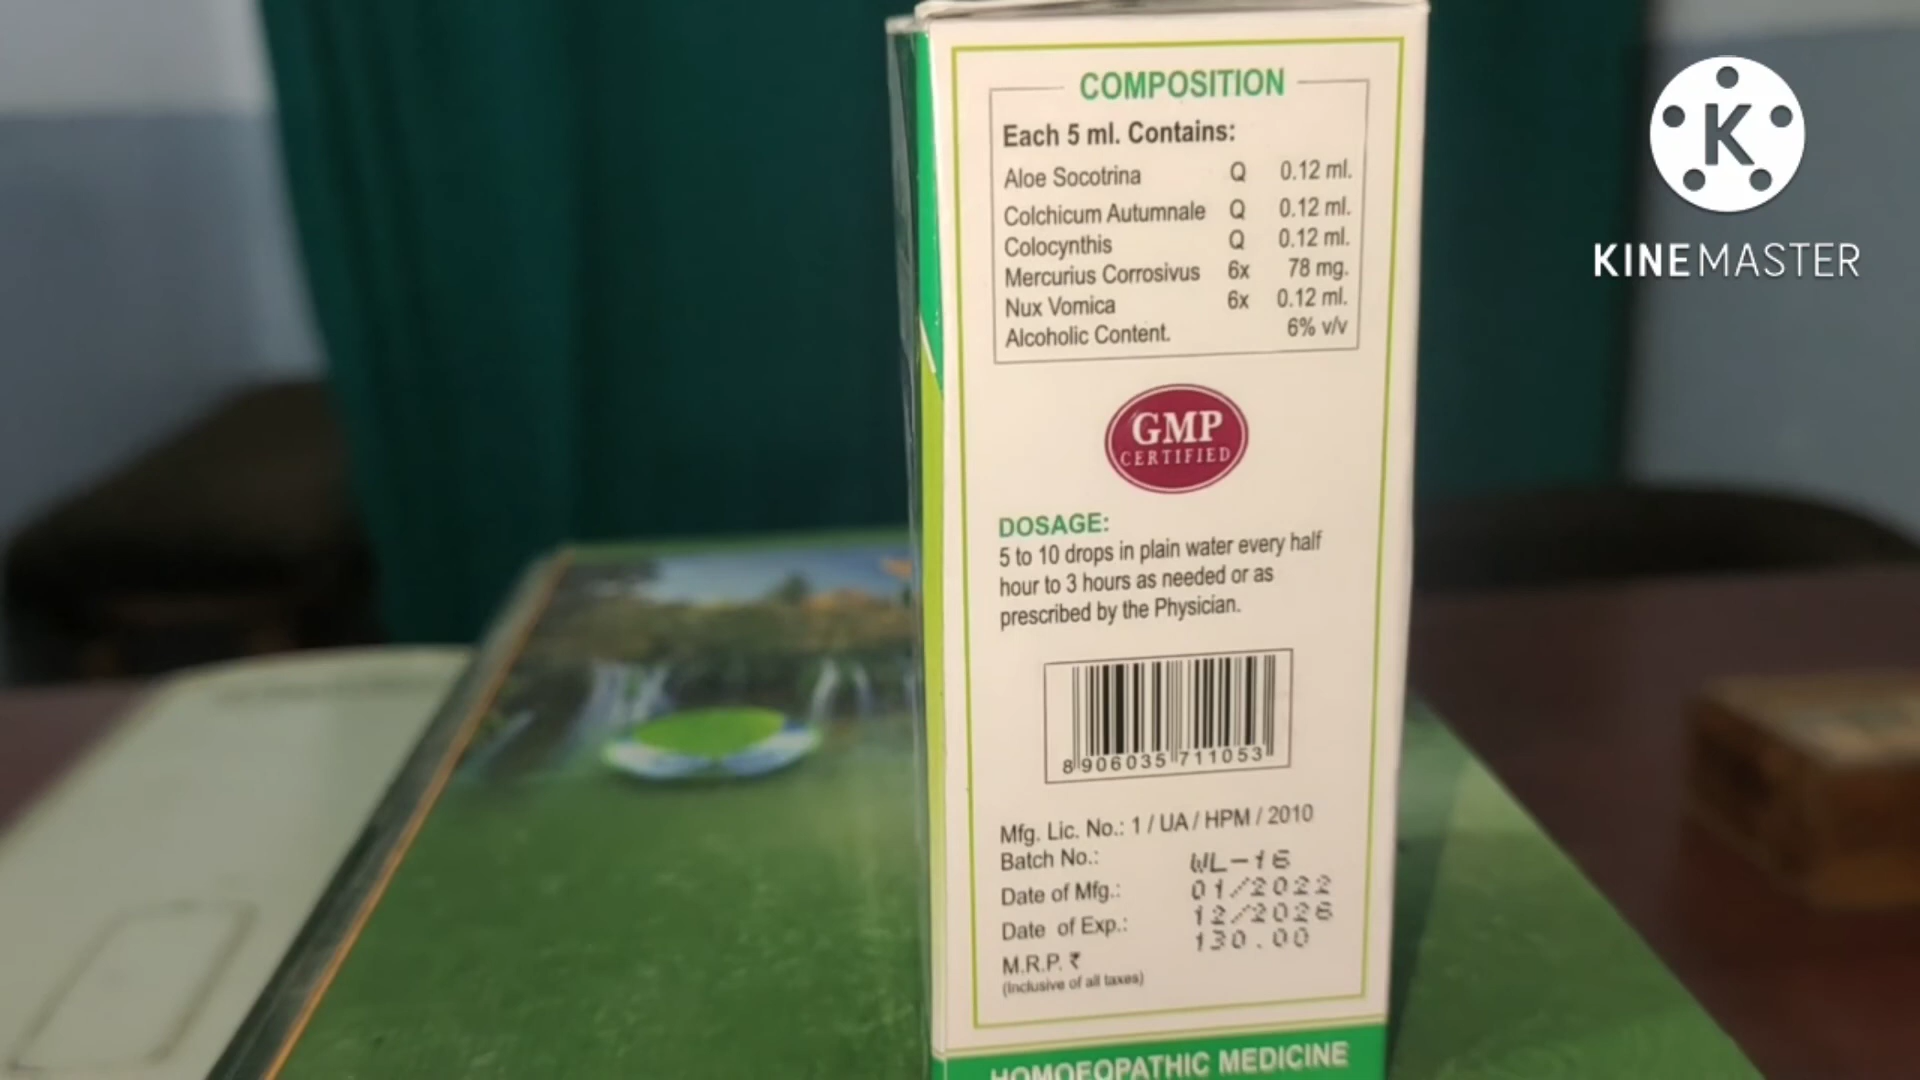 COMPOSITION
Each 5 ml. Contains:
Aloe Socotrina Q 0.12 ml.
Colchicum Autumnale Q 0.12 ml.
Colocynthis Q 0.12 ml.
Mercurius Corrosivus 6x 78 mg.
Nux Vomica 6x 0.12 ml.
Alcoholic Content. 6% v/v
GMP
CERTIFIED
DOSAGE:
5 to 10 drops in plain water every half
hour to 3 hours as needed or as
prescribed by the Physician.
8 906035 711053
Mfg. Lic. No.: 1 / UA / HPM / 2010
Batch No.: WL-16
Date of Mfg.: 01/2022
Date of Exp.: 12/2026
M.R.P. ₹ 130.00
(Inclusive of all taxes)
HOMOEOPATHIC MEDICINE
K
KINEMASTER